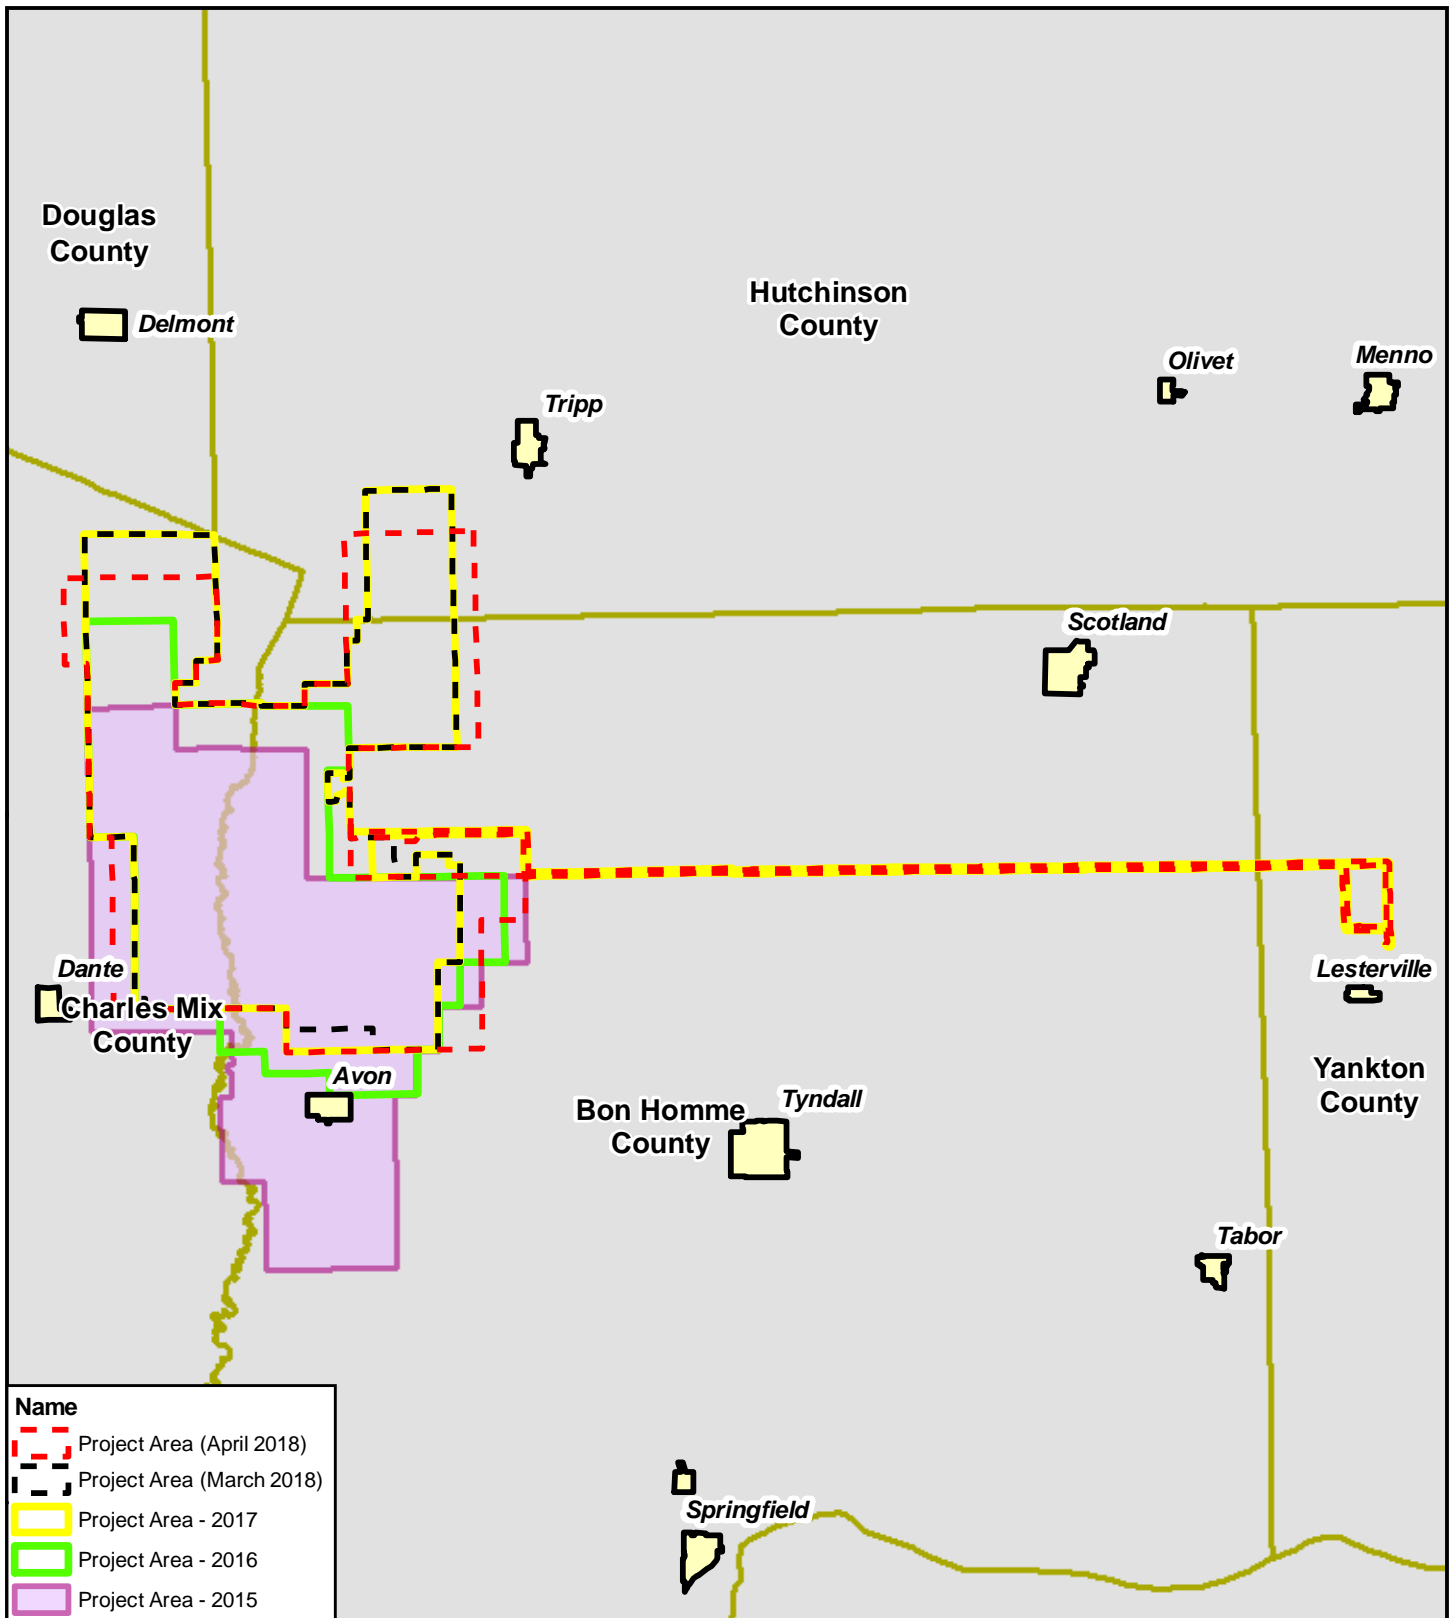 Douglas
County
Delmont
Hutchinson
County
Olivet
Menno
Tripp
Scotland
Dante
Charles Mix
County
Lesterville
Avon
Yankton
County
Bon Homme
County
Tyndall
Tabor
Springfield
Name
Project Area (April 2018)
Project Area (March 2018)
Project Area - 2017
Project Area - 2016
Project Area - 2015